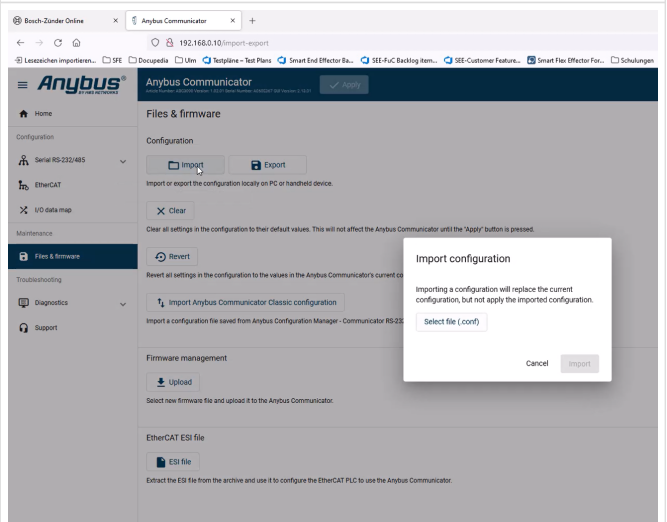 Bosch-Zünder Online
Anybus Communicator
192.168.0.10/import-export
Lesezeichen importieren...
SFE
Docupedia
Ulm
Testpläne – Test Plans
Smart End Effector Ba...
SEE-FuC Backlog item...
SEE-Customer Feature...
Smart Flex Effector For...
Schulungen
Anybus®
BY HMS NETWORKS
Anybus Communicator
Apply
Home
Configuration
Serial RS-232/485
EtherCAT
I/O data map
Maintenance
Files & firmware
Troubleshooting
Diagnostics
Support
Files & firmware
Configuration
Import
Export
Import or export the configuration locally on PC or handheld device.
Clear
Clear all settings in the configuration to their default values. This will not affect the Anybus Communicator until the "Apply" button is pressed.
Revert
Revert all settings in the configuration to the values in the Anybus Communicator's current co
Import Anybus Communicator Classic configuration
Import a configuration file saved from Anybus Configuration Manager - Communicator RS-232
Firmware management
Upload
Select new firmware file and upload it to the Anybus Communicator.
EtherCAT ESI file
ESI file
Extract the ESI file from the archive and use it to configure the EtherCAT PLC to use the Anybus Communicator.
Import configuration
Importing a configuration will replace the current
configuration, but not apply the imported configuration.
Select file (.conf)
Cancel
Import